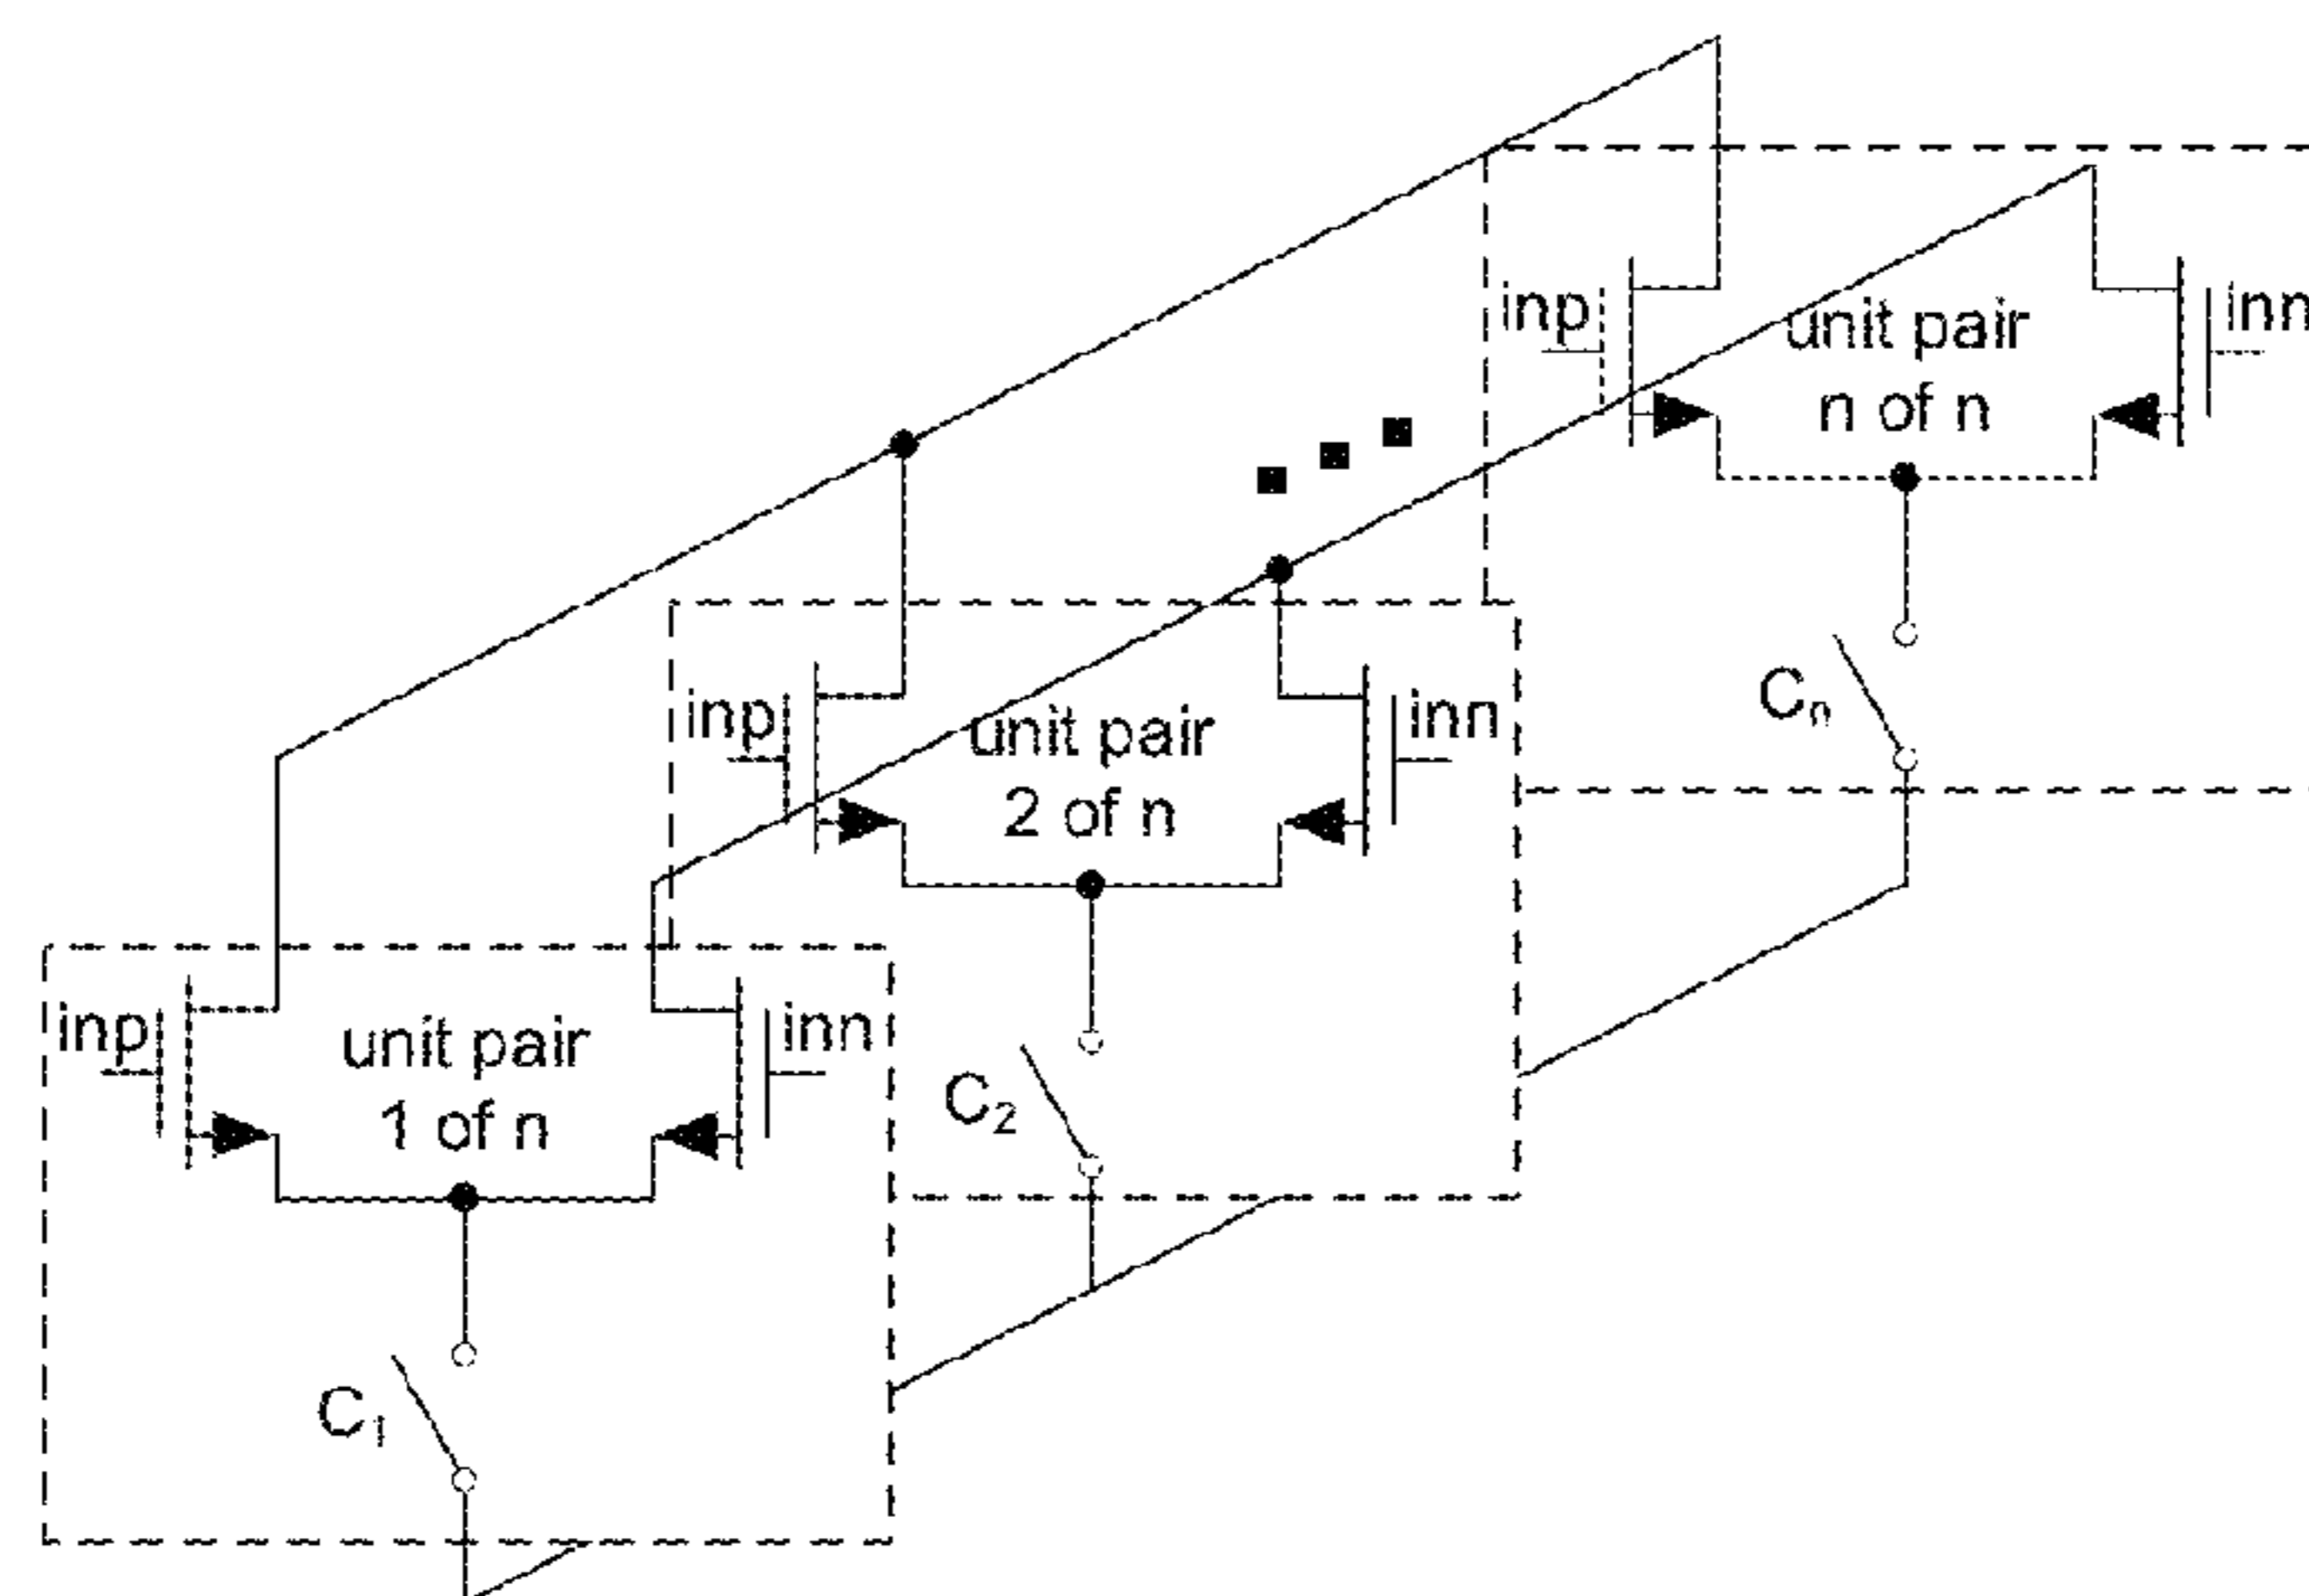 inp
unit pair
n of n
inn
Cₙ
inp
unit pair
2 of n
inn
C₂
inp
unit pair
1 of n
inn
C₁